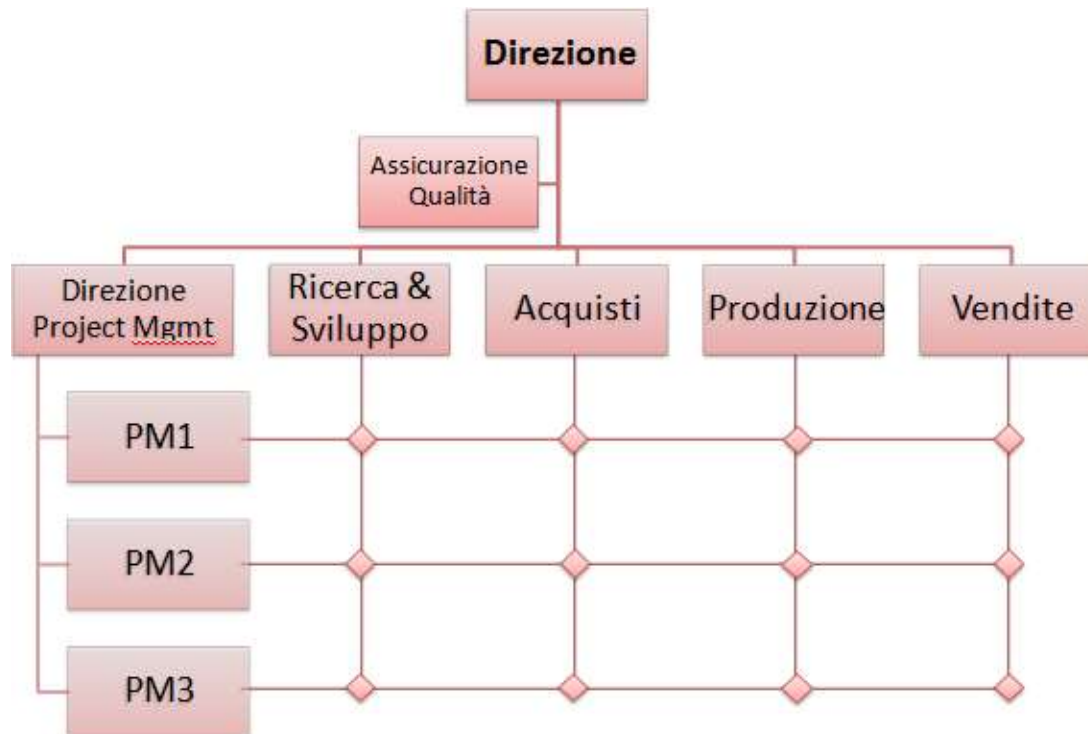 Direzione
Assicurazione
Qualità
Direzione
Project Mgmt
Ricerca &
Sviluppo
Acquisti
Produzione
Vendite
PM1
PM2
PM3